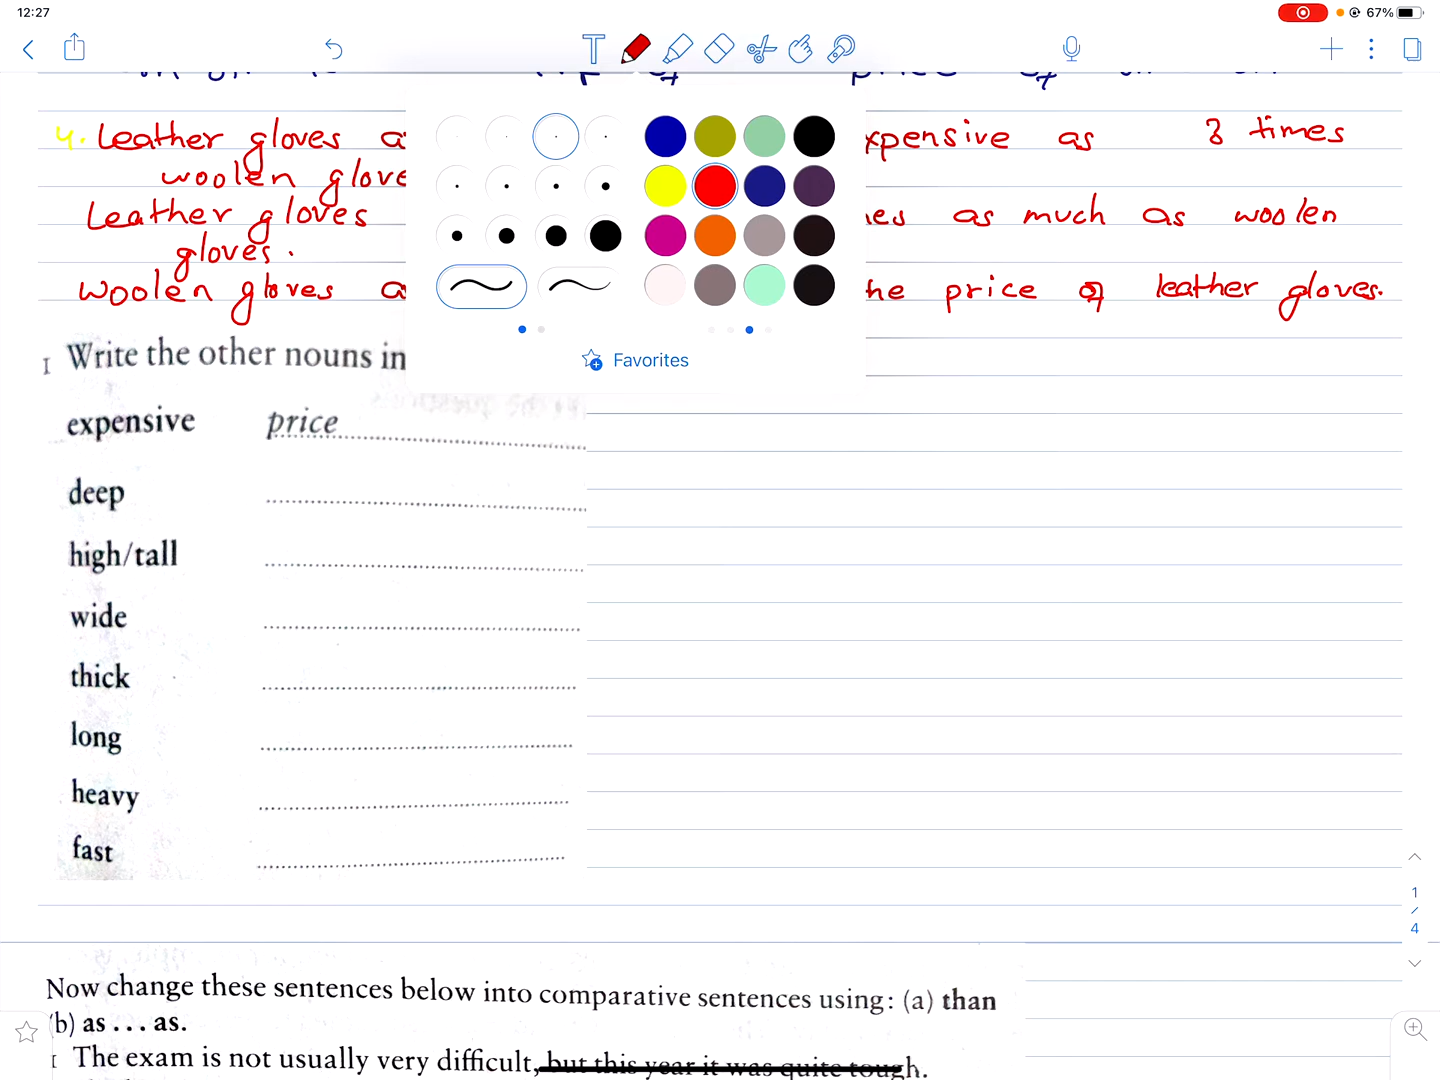 12:27
67%
4. Leather gloves
xpensive as 3 times
woolen glove
Leather gloves
as much as woolen
gloves.
woolen gloves
he price of leather gloves.
I Write the other nouns in
Favorites
expensive price
deep
high/tall
wide
thick
long
heavy
fast
1
4
Now change these sentences below into comparative sentences using: (a) than
(b) as ... as.
I The exam is not usually very difficult, but this year it was quite tough.